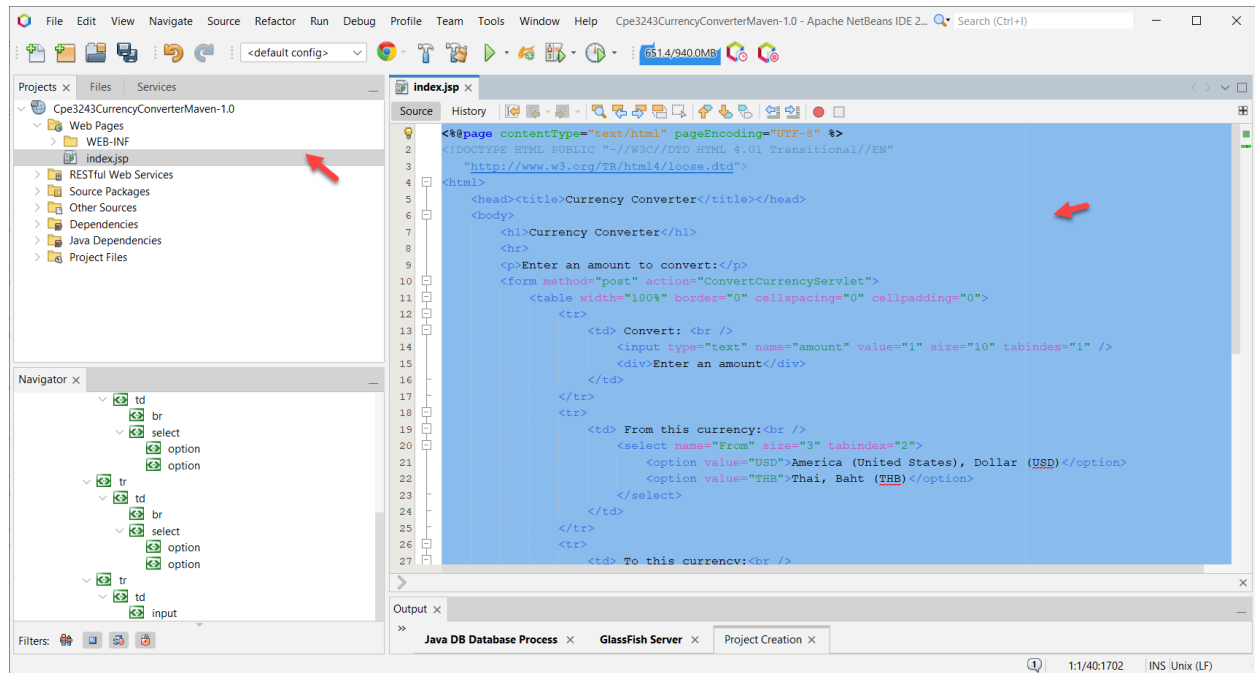 File Edit View Navigate Source Refactor Run Debug Profile Team Tools Window Help Cpe3243CurrencyConverterMaven-1.0 - Apache NetBeans IDE 2... Search (Ctrl+I)
<default config> 651.4/940.0MB
Projects Files Services
Cpe3243CurrencyConverterMaven-1.0
Web Pages
WEB-INF
index.jsp
RESTful Web Services
Source Packages
Other Sources
Dependencies
Java Dependencies
Project Files
Navigator
td
br
select
option
option
tr
td
br
select
option
option
tr
td
input
Filters:
index.jsp
Source History
<%@page contentType="text/html" pageEncoding="UTF-8" %>
2 <!DOCTYPE HTML PUBLIC "-//W3C//DTD HTML 4.01 Transitional//EN"
3 "http://www.w3.org/TR/html4/loose.dtd">
4 <html>
5 <head><title>Currency Converter</title></head>
6 <body>
7 <h1>Currency Converter</h1>
8 <hr>
9 <p>Enter an amount to convert:</p>
10 <form method="post" action="ConvertCurrencyServlet">
11 <table width="100%" border="0" cellspacing="0" cellpadding="0">
12 <tr>
13 <td> Convert: <br />
14 <input type="text" name="amount" value="1" size="10" tabindex="1" />
15 <div>Enter an amount</div>
16 </td>
17 </tr>
18 <tr>
19 <td> From this currency:<br />
20 <select name="From" size="3" tabindex="2">
21 <option value="USD">America (United States), Dollar (USD)</option>
22 <option value="THB">Thai, Baht (THB)</option>
23 </select>
24 </td>
25 </tr>
26 <tr>
27 <td> To this currency:<br />
Output
Java DB Database Process GlassFish Server Project Creation
1 1:1/40:1702 INS Unix (LF)